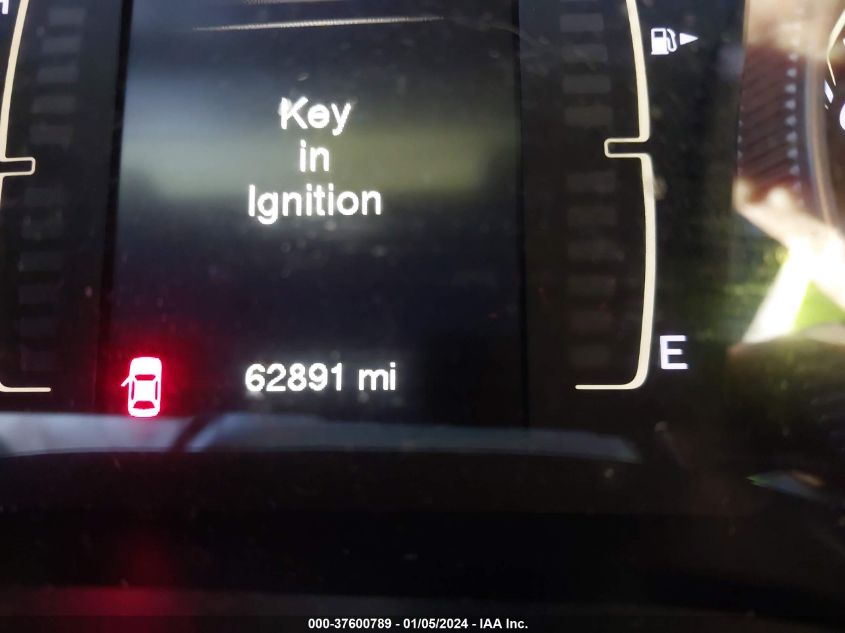 Key
in
Ignition
E
62891 mi
000-37600789 - 01/05/2024 - IAA Inc.